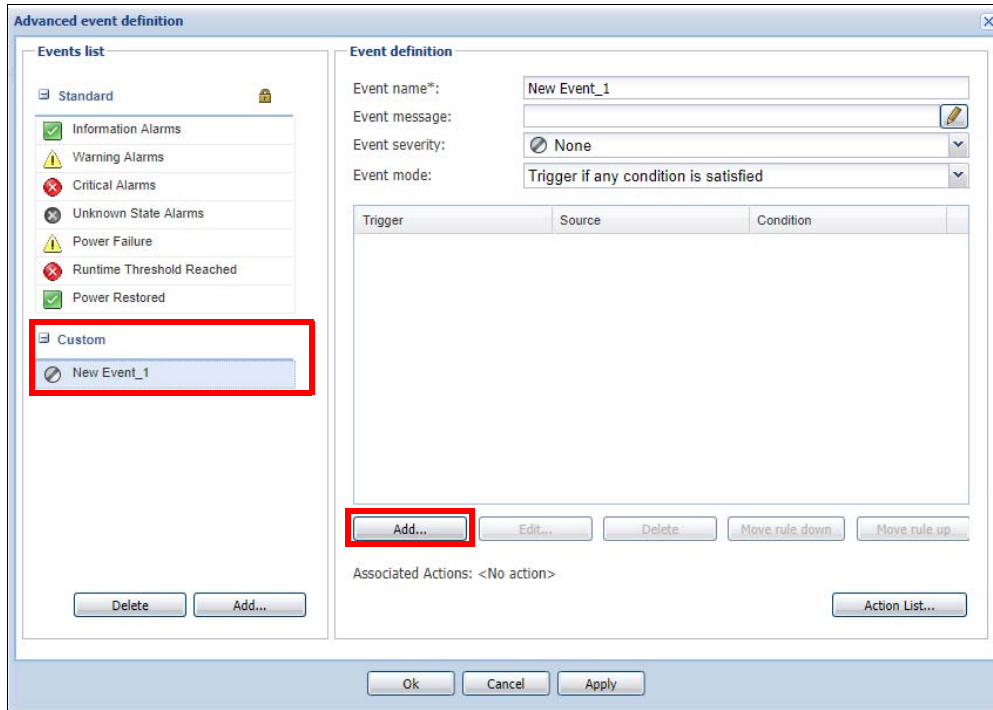 Advanced event definition
Events list
Standard
Information Alarms
Warning Alarms
Critical Alarms
Unknown State Alarms
Power Failure
Runtime Threshold Reached
Power Restored
Custom
New Event_1
Delete
Add...
Event definition
Event name*:
New Event_1
Event message:
Event severity:
None
Event mode:
Trigger if any condition is satisfied
Trigger
Source
Condition
Add...
Edit...
Delete
Move rule down
Move rule up
Associated Actions: <No action>
Action List...
Ok
Cancel
Apply